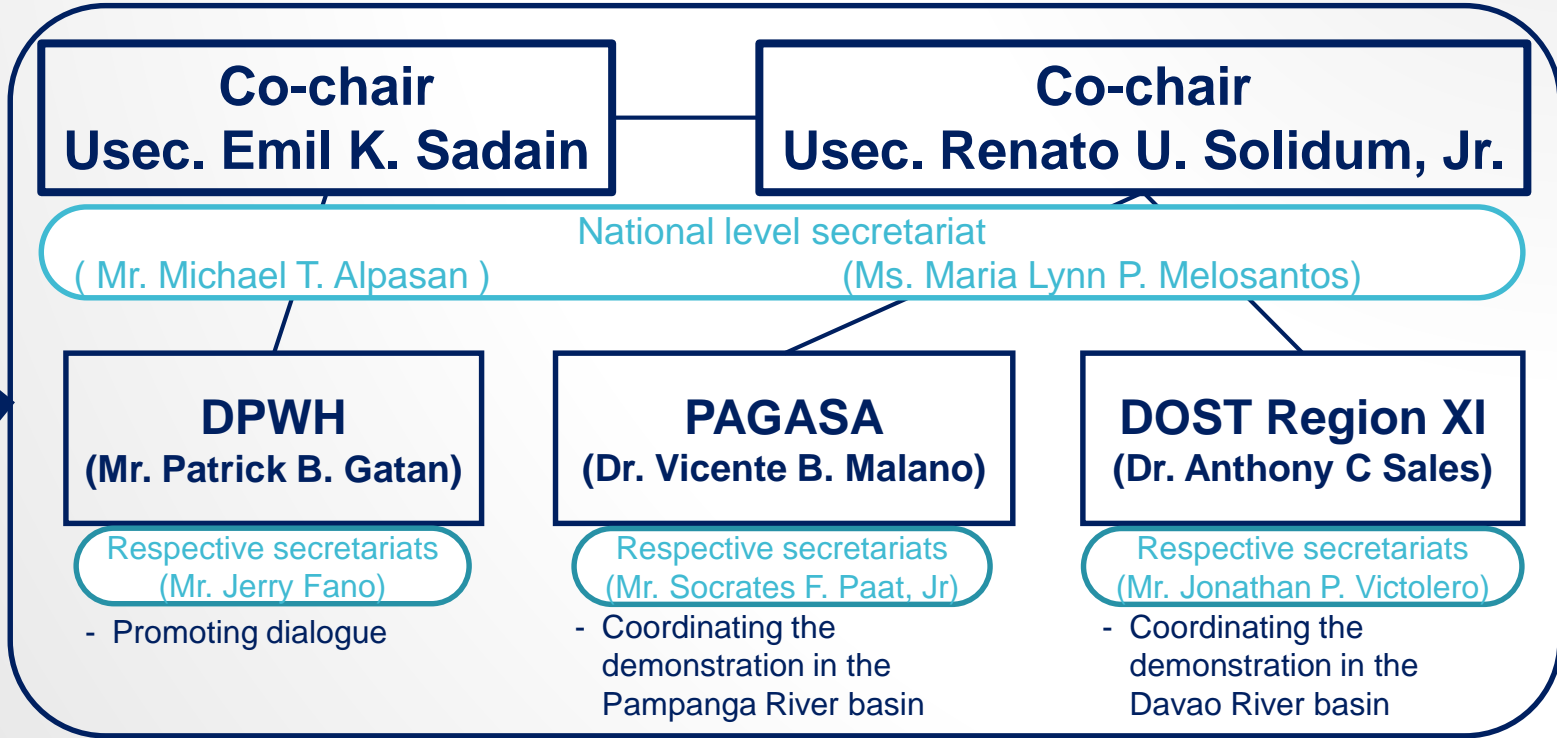 Co-chair
Usec. Emil K. Sadain
Co-chair
Usec. Renato U. Solidum, Jr.
National level secretariat
( Mr. Michael T. Alpasan )
(Ms. Maria Lynn P. Melosantos)
DPWH
(Mr. Patrick B. Gatan)
Respective secretariats
(Mr. Jerry Fano)
- Promoting dialogue
PAGASA
(Dr. Vicente B. Malano)
Respective secretariats
(Mr. Socrates F. Paat, Jr)
- Coordinating the
demonstration in the
Pampanga River basin
DOST Region XI
(Dr. Anthony C Sales)
Respective secretariats
(Mr. Jonathan P. Victolero)
- Coordinating the
demonstration in the
Davao River basin